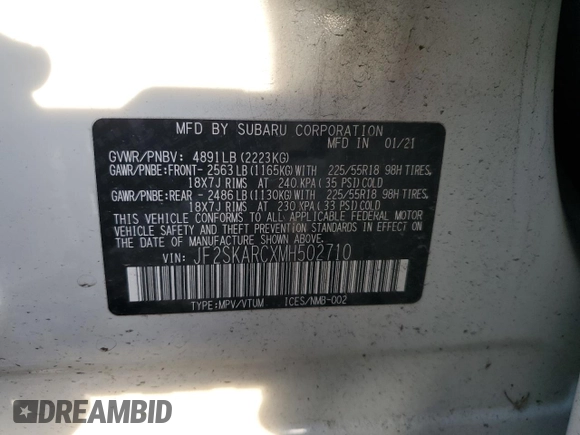 MFD BY SUBARU CORPORATION
MFD IN 01/21
GVWR/PNBV: 4891LB(2223KG)
GAWR/PNBE:FRONT- 2563LB(1165KG)WITH 225/55R18 98H TIRES,
18X7J RIMS AT 240KPA(35 PSI)COLD
GAWR/PNBE:REAR - 2486LB(1130KG)WITH 225/55R18 98H TIRES,
18X7J RIMS AT 230KPA(33 PSI)COLD
THIS VEHICLE CONFORMS TO ALL APPLICABLE FEDERAL MOTOR
VEHICLE SAFETY AND THEFT PREVENTION STANDARDS IN EFFECT
ON THE DATE OF MANUFACTURE SHOWN ABOVE.
VIN: JF2SKARCXMH502710
TYPE:MPV/VTUM ICES/NMB-002
DREAMBID